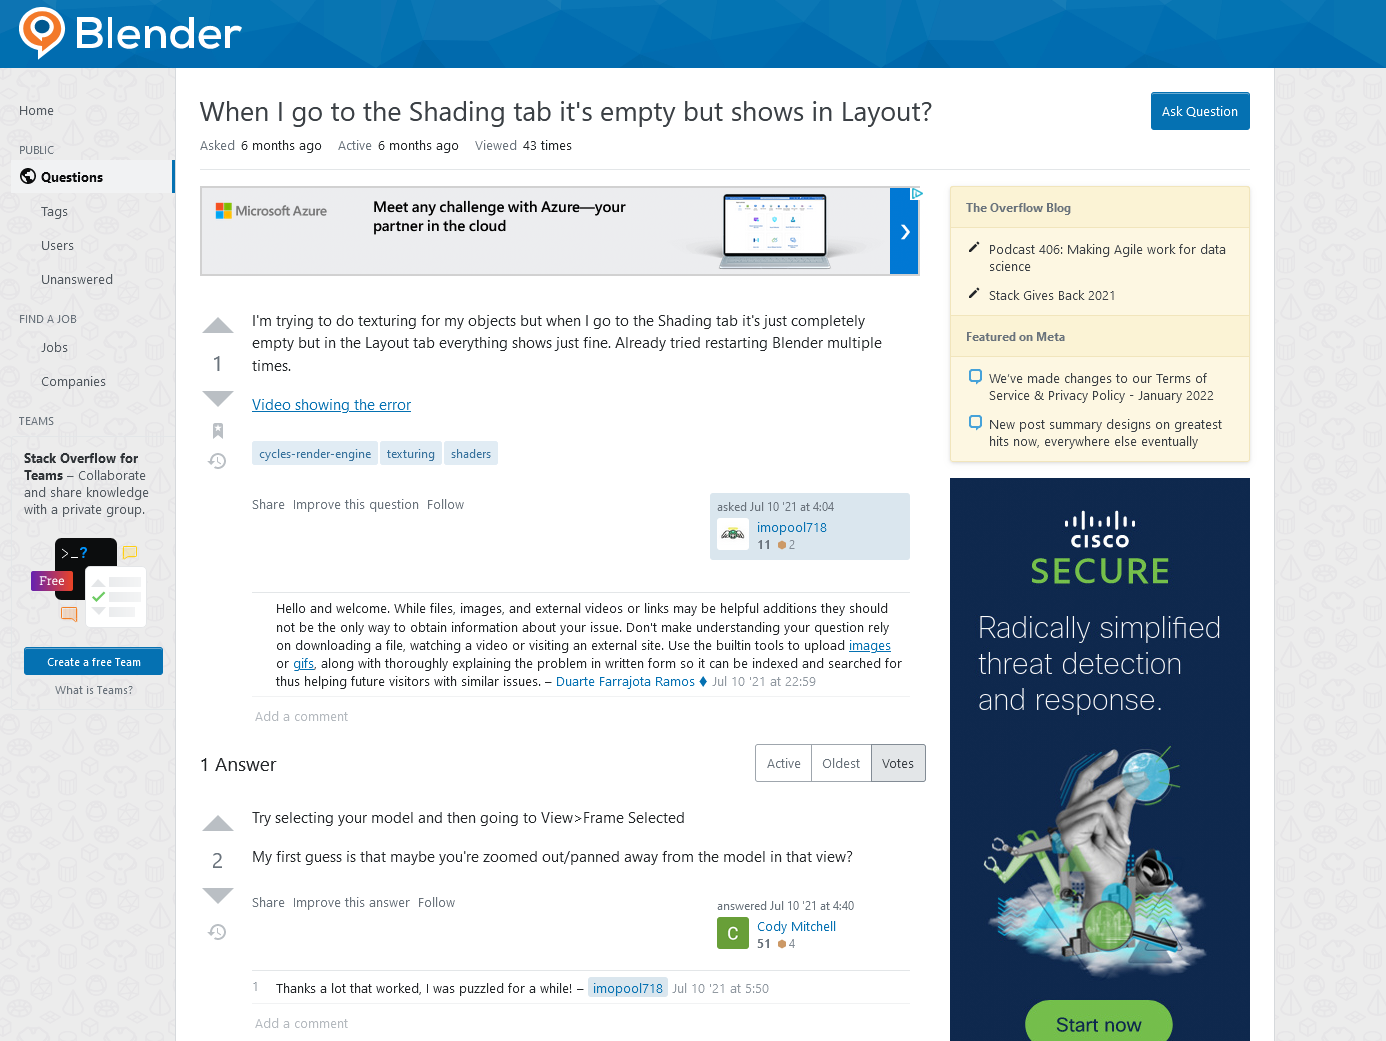 Blender
Home
PUBLIC
Questions
Tags
Users
Unanswered
FIND A JOB
Jobs
Companies
TEAMS
Stack Overflow for
Teams – Collaborate
and share knowledge
with a private group.
>_?
Free
Create a free Team
What is Teams?
When I go to the Shading tab it's empty but shows in Layout?
Ask Question
Asked 6 months ago Active 6 months ago Viewed 43 times
Microsoft Azure
Meet any challenge with Azure—your
partner in the cloud
I'm trying to do texturing for my objects but when I go to the Shading tab it's just completely
empty but in the Layout tab everything shows just fine. Already tried restarting Blender multiple
times.
1
Video showing the error
cycles-render-engine texturing shaders
Share Improve this question Follow
asked Jul 10 '21 at 4:04
imopool718
11 2
Hello and welcome. While files, images, and external videos or links may be helpful additions they should
not be the only way to obtain information about your issue. Don't make understanding your question rely
on downloading a file, watching a video or visiting an external site. Use the builtin tools to upload images
or gifs, along with thoroughly explaining the problem in written form so it can be indexed and searched for
thus helping future visitors with similar issues. – Duarte Farrajota Ramos ♦ Jul 10 '21 at 22:59
Add a comment
1 Answer
Active Oldest Votes
Try selecting your model and then going to View>Frame Selected
2
My first guess is that maybe you're zoomed out/panned away from the model in that view?
Share Improve this answer Follow
answered Jul 10 '21 at 4:40
C
Cody Mitchell
51 4
1 Thanks a lot that worked, I was puzzled for a while! – imopool718 Jul 10 '21 at 5:50
Add a comment
The Overflow Blog
Podcast 406: Making Agile work for data
science
Stack Gives Back 2021
Featured on Meta
We've made changes to our Terms of
Service & Privacy Policy - January 2022
New post summary designs on greatest
hits now, everywhere else eventually
CISCO
SECURE
Radically simplified
threat detection
and response.
Start now